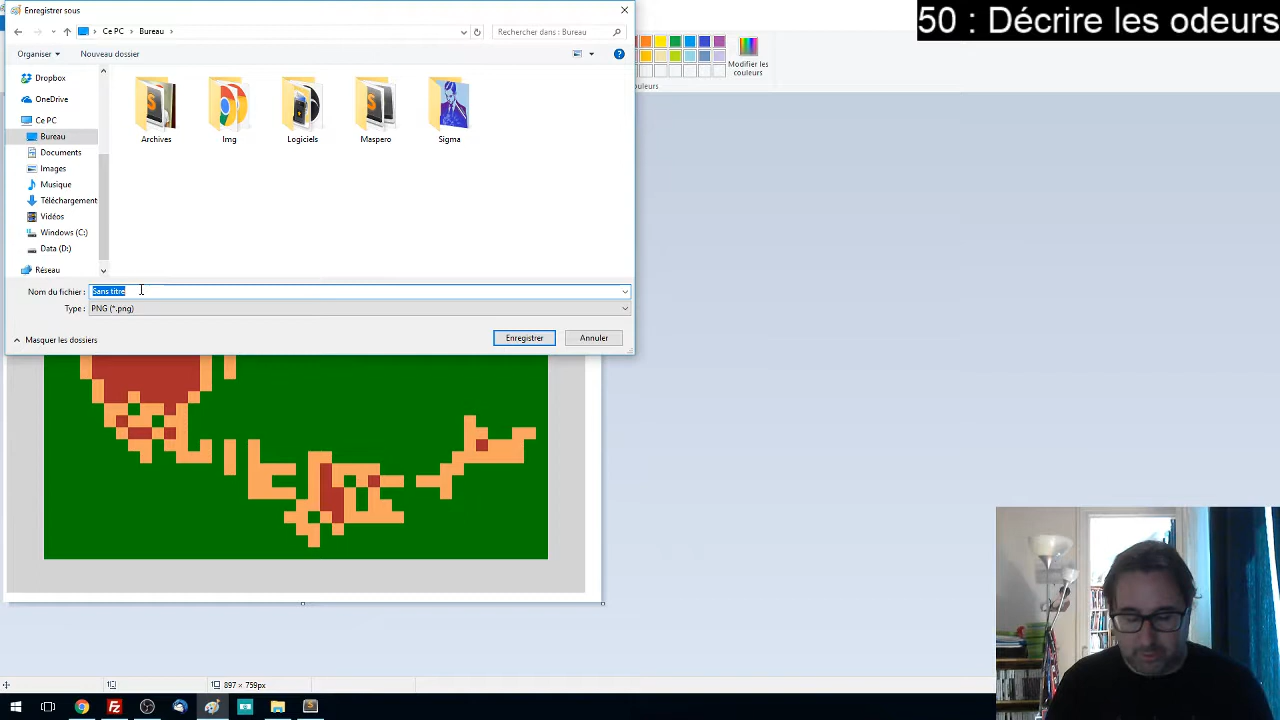 Enregistrer sous
50 : Décrire les odeurs
Ce PC
Bureau
Rechercher dans : Bureau
Organiser
Nouveau dossier
Modifier les
couleurs
Dropbox
OneDrive
Ce PC
Bureau
Documents
Images
Musique
Téléchargement
Vidéos
Windows (C:)
Data (D:)
Réseau
Archives
Img
Logiciels
Maspero
Sigma
Nom du fichier :
Sans titre
Type :
PNG (*.png)
Masquer les dossiers
Enregistrer
Annuler
897 × 759px